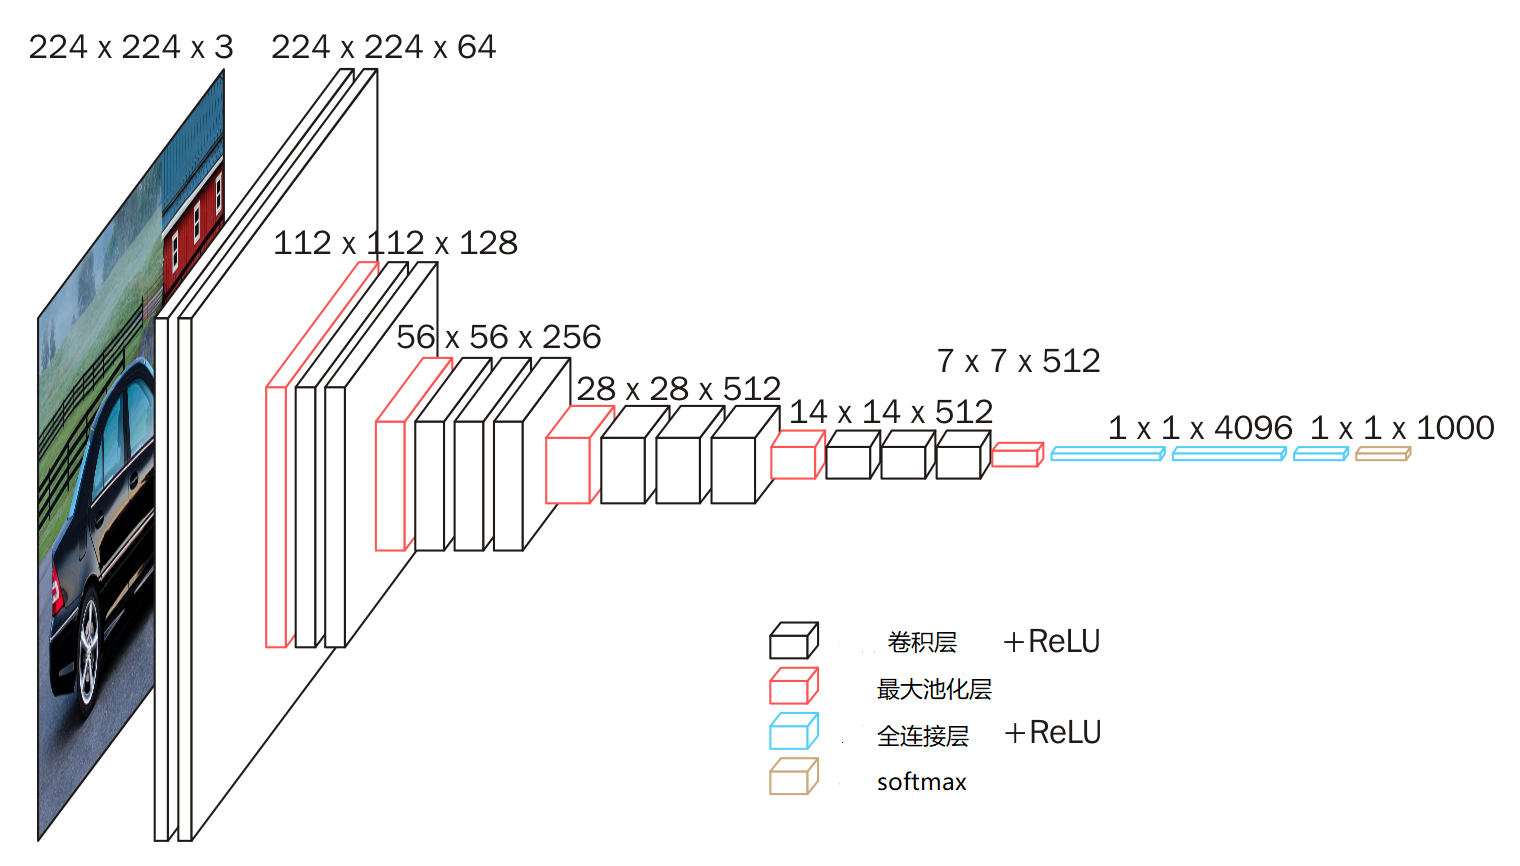 224 x 224 x 3
224 x 224 x 64
112 x 112 x 128
56 x 56 x 256
28 x 28 x 512
14 x 14 x 512
7 x 7 x 512
1 x 1 x 4096
1 x 1 x 1000
卷积层 +ReLU
最大池化层
全连接层 +ReLU
softmax